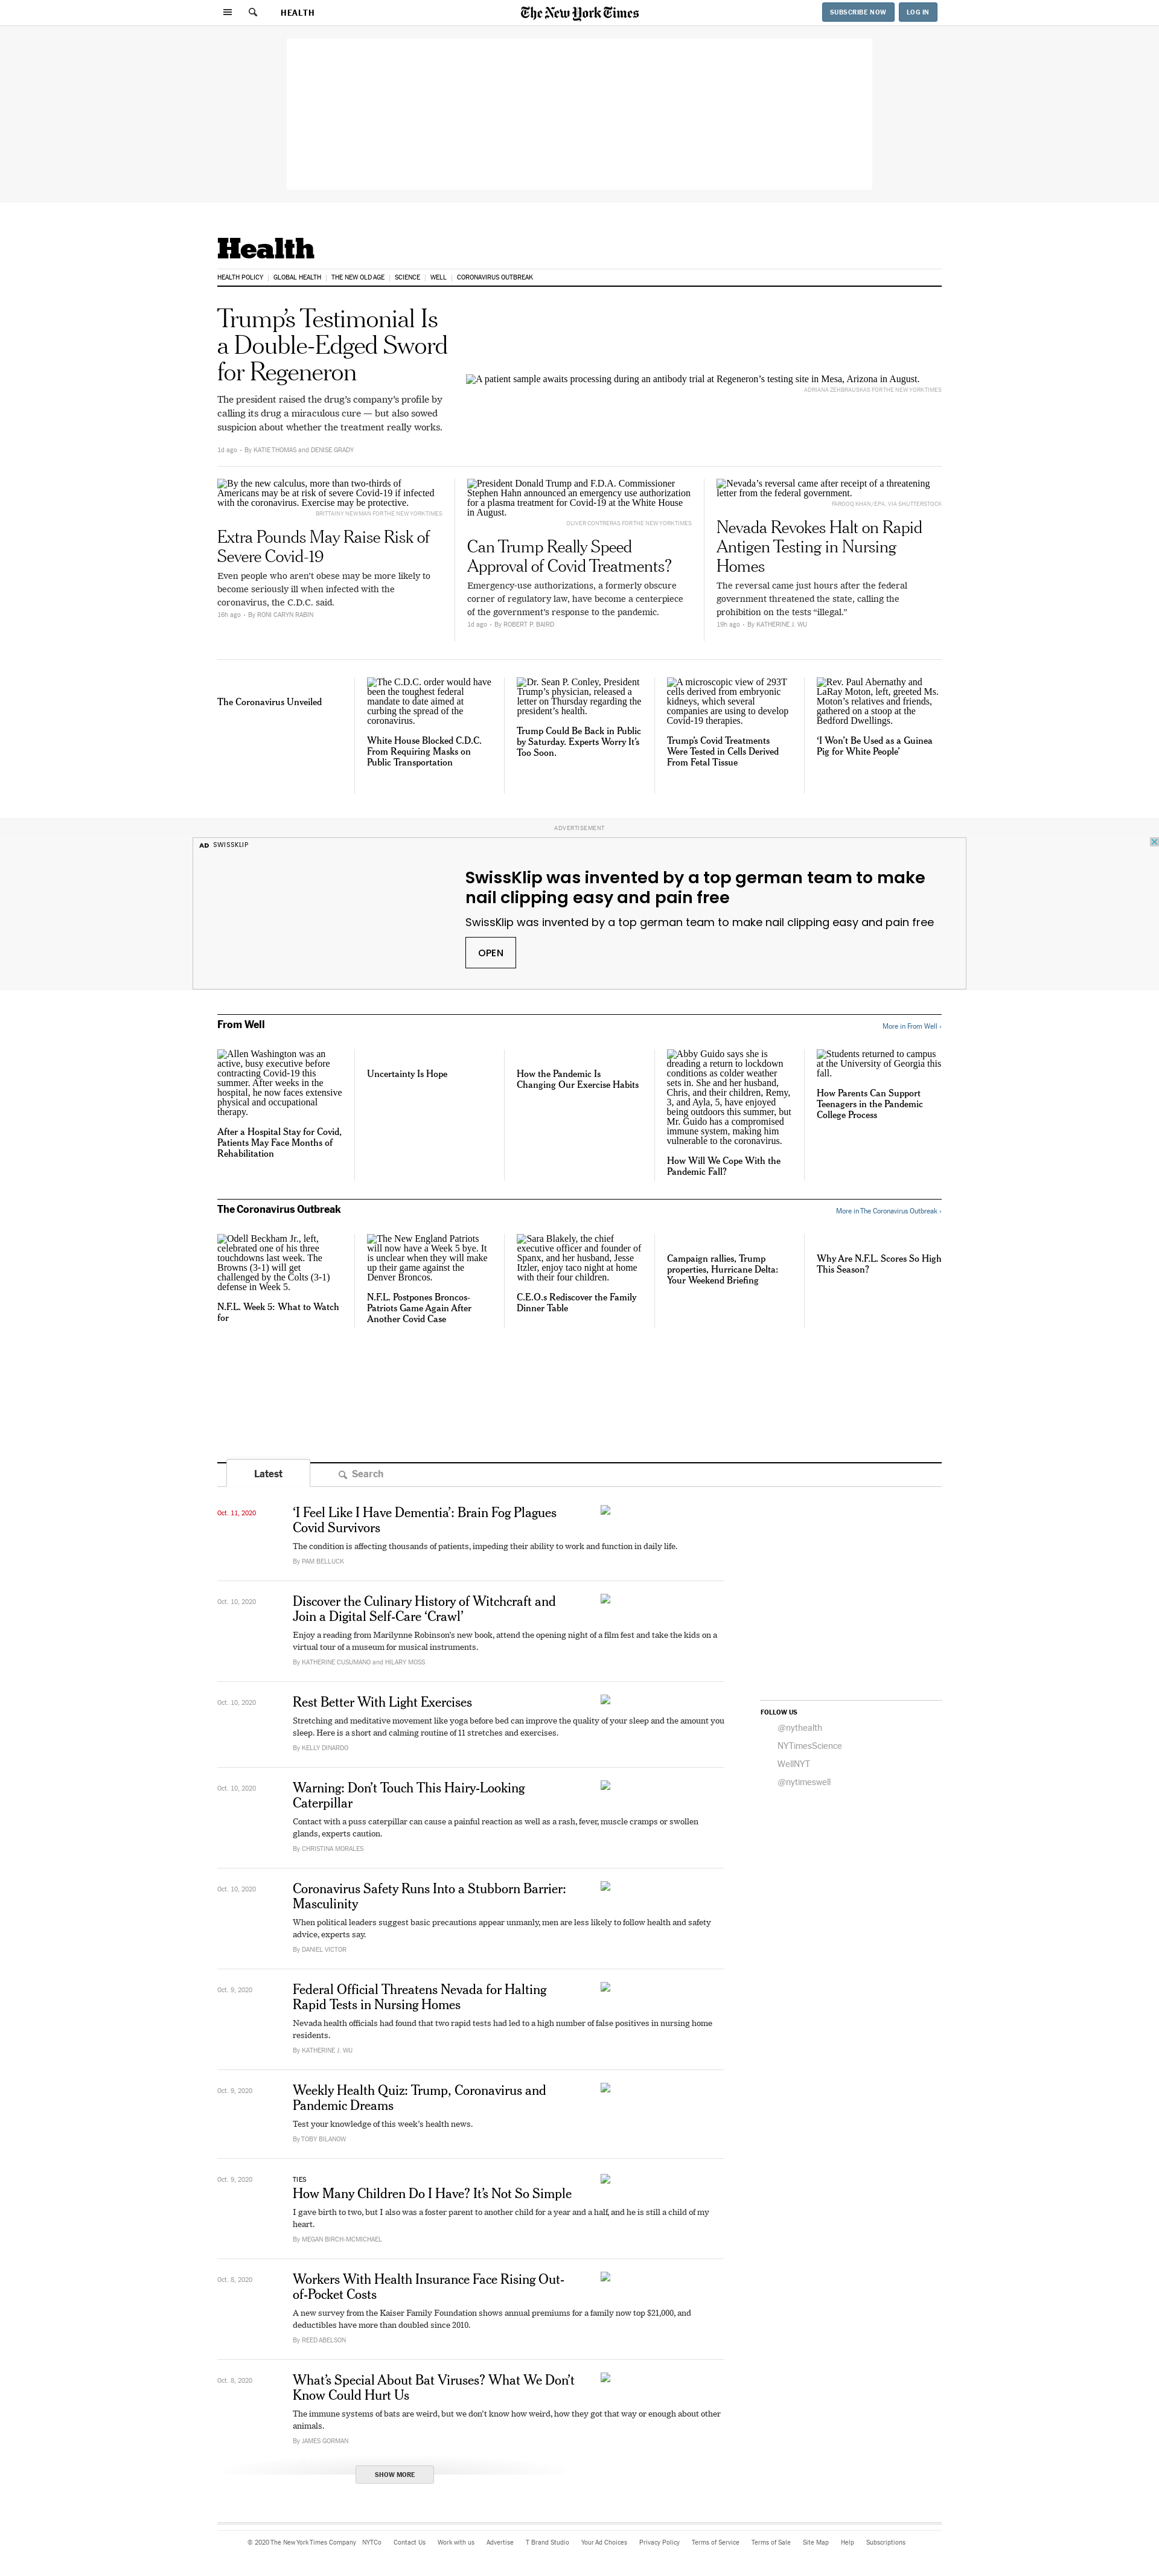 HEALTH
The New York Times
SUBSCRIBE NOW
LOG IN
Health
HEALTH POLICY | GLOBAL HEALTH | THE NEW OLD AGE | SCIENCE | WELL | CORONAVIRUS OUTBREAK
Trump’s Testimonial Is
a Double-Edged Sword
for Regeneron
The president raised the drug’s company’s profile by
calling its drug a miraculous cure — but also sowed
suspicion about whether the treatment really works.
1d ago • By KATIE THOMAS and DENISE GRADY
A patient sample awaits processing during an antibody trial at Regeneron’s testing site in Mesa, Arizona in August.
ADRIANA ZEHBRAUSKAS FOR THE NEW YORK TIMES
By the new calculus, more than two-thirds of
Americans may be at risk of severe Covid-19 if infected
with the coronavirus. Exercise may be protective.
BRITTAINY NEWMAN FOR THE NEW YORK TIMES
Extra Pounds May Raise Risk of
Severe Covid-19
Even people who aren’t obese may be more likely to
become seriously ill when infected with the
coronavirus, the C.D.C. said.
16h ago • By RONI CARYN RABIN
President Donald Trump and F.D.A. Commissioner
Stephen Hahn announced an emergency use authorization
for a plasma treatment for Covid-19 at the White House
in August.
OLIVER CONTRERAS FOR THE NEW YORK TIMES
Can Trump Really Speed
Approval of Covid Treatments?
Emergency-use authorizations, a formerly obscure
corner of regulatory law, have become a centerpiece
of the government’s response to the pandemic.
1d ago • By ROBERT P. BAIRD
Nevada’s reversal came after receipt of a threatening
letter from the federal government.
FAROOQ KHAN/EPA, VIA SHUTTERSTOCK
Nevada Revokes Halt on Rapid
Antigen Testing in Nursing
Homes
The reversal came just hours after the federal
government threatened the state, calling the
prohibition on the tests “illegal.”
19h ago • By KATHERINE J. WU
The Coronavirus Unveiled
The C.D.C. order would have
been the toughest federal
mandate to date aimed at
curbing the spread of the
coronavirus.
White House Blocked C.D.C.
From Requiring Masks on
Public Transportation
Dr. Sean P. Conley, President
Trump’s physician, released a
letter on Thursday regarding the
president’s health.
Trump Could Be Back in Public
by Saturday. Experts Worry It’s
Too Soon.
A microscopic view of 293T
cells derived from embryonic
kidneys, which several
companies are using to develop
Covid-19 therapies.
Trump’s Covid Treatments
Were Tested in Cells Derived
From Fetal Tissue
Rev. Paul Abernathy and
LaRay Moton, left, greeted Ms.
Moton’s relatives and friends,
gathered on a stoop at the
Bedford Dwellings.
‘I Won’t Be Used as a Guinea
Pig for White People’
ADVERTISEMENT
AD SWISSKLIP
SwissKlip was invented by a top german team to make
nail clipping easy and pain free
SwissKlip was invented by a top german team to make nail clipping easy and pain free
OPEN
From Well
More in From Well ›
Allen Washington was an
active, busy executive before
contracting Covid-19 this
summer. After weeks in the
hospital, he now faces extensive
physical and occupational
therapy.
After a Hospital Stay for Covid,
Patients May Face Months of
Rehabilitation
Uncertainty Is Hope
How the Pandemic Is
Changing Our Exercise Habits
Abby Guido says she is
dreading a return to lockdown
conditions as colder weather
sets in. She and her husband,
Chris, and their children, Remy,
3, and Ayla, 5, have enjoyed
being outdoors this summer, but
Mr. Guido has a compromised
immune system, making him
vulnerable to the coronavirus.
How Will We Cope With the
Pandemic Fall?
Students returned to campus
at the University of Georgia this
fall.
How Parents Can Support
Teenagers in the Pandemic
College Process
The Coronavirus Outbreak
More in The Coronavirus Outbreak ›
Odell Beckham Jr., left,
celebrated one of his three
touchdowns last week. The
Browns (3-1) will get
challenged by the Colts (3-1)
defense in Week 5.
N.F.L. Week 5: What to Watch
for
The New England Patriots
will now have a Week 5 bye. It
is unclear when they will make
up their game against the
Denver Broncos.
N.F.L. Postpones Broncos-
Patriots Game Again After
Another Covid Case
Sara Blakely, the chief
executive officer and founder of
Spanx, and her husband, Jesse
Itzler, enjoy taco night at home
with their four children.
C.E.O.s Rediscover the Family
Dinner Table
Campaign rallies, Trump
properties, Hurricane Delta:
Your Weekend Briefing
Why Are N.F.L. Scores So High
This Season?
Latest
Search
Oct. 11, 2020
‘I Feel Like I Have Dementia’: Brain Fog Plagues
Covid Survivors
The condition is affecting thousands of patients, impeding their ability to work and function in daily life.
By PAM BELLUCK
Oct. 10, 2020
Discover the Culinary History of Witchcraft and
Join a Digital Self-Care ‘Crawl’
Enjoy a reading from Marilynne Robinson’s new book, attend the opening night of a film fest and take the kids on a
virtual tour of a museum for musical instruments.
By KATHERINE CUSUMANO and HILARY MOSS
Oct. 10, 2020
Rest Better With Light Exercises
Stretching and meditative movement like yoga before bed can improve the quality of your sleep and the amount you
sleep. Here is a short and calming routine of 11 stretches and exercises.
By KELLY DINARDO
FOLLOW US
@nythealth
NYTimesScience
WellNYT
@nytimeswell
Oct. 10, 2020
Warning: Don’t Touch This Hairy-Looking
Caterpillar
Contact with a puss caterpillar can cause a painful reaction as well as a rash, fever, muscle cramps or swollen
glands, experts caution.
By CHRISTINA MORALES
Oct. 10, 2020
Coronavirus Safety Runs Into a Stubborn Barrier:
Masculinity
When political leaders suggest basic precautions appear unmanly, men are less likely to follow health and safety
advice, experts say.
By DANIEL VICTOR
Oct. 9, 2020
Federal Official Threatens Nevada for Halting
Rapid Tests in Nursing Homes
Nevada health officials had found that two rapid tests had led to a high number of false positives in nursing home
residents.
By KATHERINE J. WU
Oct. 9, 2020
Weekly Health Quiz: Trump, Coronavirus and
Pandemic Dreams
Test your knowledge of this week’s health news.
By TOBY BILANOW
Oct. 9, 2020
TIES
How Many Children Do I Have? It’s Not So Simple
I gave birth to two, but I also was a foster parent to another child for a year and a half, and he is still a child of my
heart.
By MEGAN BIRCH-MCMICHAEL
Oct. 8, 2020
Workers With Health Insurance Face Rising Out-
of-Pocket Costs
A new survey from the Kaiser Family Foundation shows annual premiums for a family now top $21,000, and
deductibles have more than doubled since 2010.
By REED ABELSON
Oct. 8, 2020
What’s Special About Bat Viruses? What We Don’t
Know Could Hurt Us
The immune systems of bats are weird, but we don’t know how weird, how they got that way or enough about other
animals.
By JAMES GORMAN
SHOW MORE
© 2020 The New York Times Company NYTCo Contact Us Work with us Advertise T Brand Studio Your Ad Choices Privacy Policy Terms of Service Terms of Sale Site Map Help Subscriptions